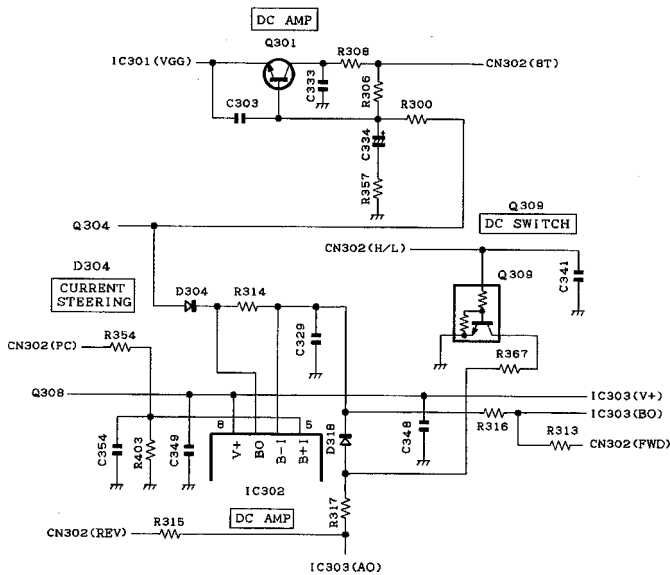 DC AMP
Q301
IC301(VGG)
R308
CN302(8T)
C333
R306
C303
R300
C334
+
R357
Q304
Q309
DC SWITCH
CN302(H/L)
D304
CURRENT
STEERING
D304
R314
C329
Q309
C341
R354
CN302(PC)
R367
Q308
IC303(V+)
8
5
IC303(BO)
R316
R313
CN302(FWD)
C354
R403
C349
V+
BO
B-I
B+I
D318
C348
IC302
DC AMP
R317
R315
CN302(REV)
IC303(AO)